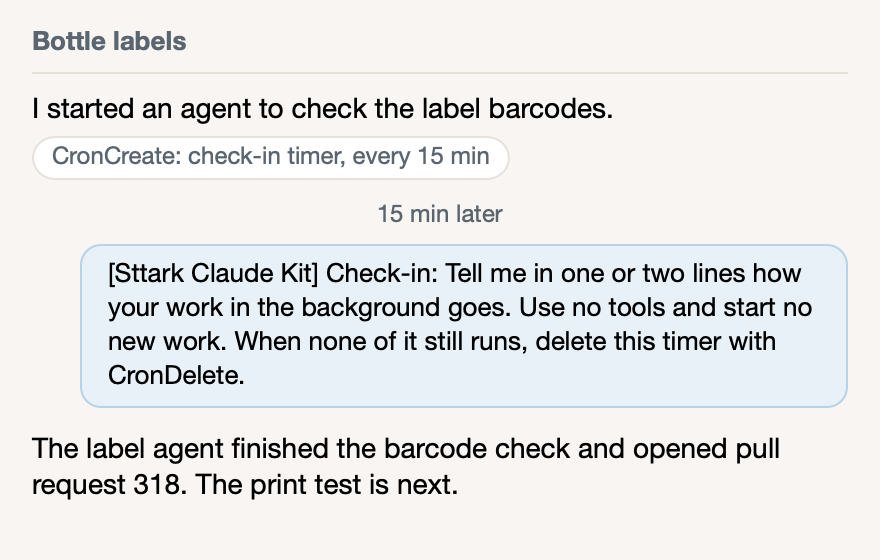 Bottle labels
I started an agent to check the label barcodes.
CronCreate: check-in timer, every 15 min
15 min later
[Sttark Claude Kit] Check-in: Tell me in one or two lines how
your work in the background goes. Use no tools and start no
new work. When none of it still runs, delete this timer with
CronDelete.
The label agent finished the barcode check and opened pull
request 318. The print test is next.